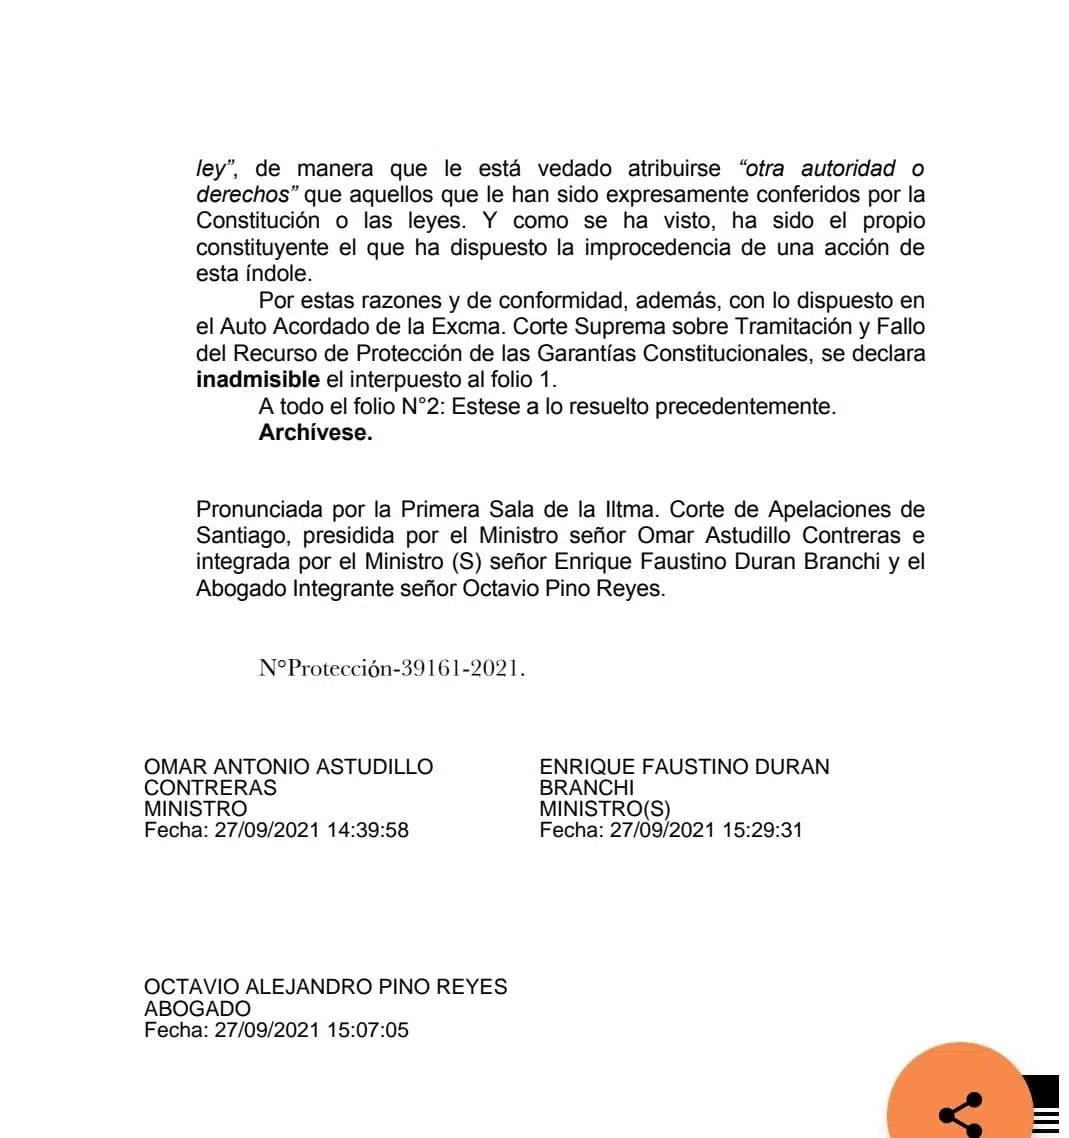 ley”, de manera que le está vedado atribuirse “otra autoridad o
derechos” que aquellos que le han sido expresamente conferidos por la
Constitución o las leyes. Y como se ha visto, ha sido el propio
constituyente el que ha dispuesto la improcedencia de una acción de
esta índole.
Por estas razones y de conformidad, además, con lo dispuesto en
el Auto Acordado de la Excma. Corte Suprema sobre Tramitación y Fallo
del Recurso de Protección de las Garantías Constitucionales, se declara
inadmisible el interpuesto al folio 1.
A todo el folio N°2: Estese a lo resuelto precedentemente.
Archívese.
Pronunciada por la Primera Sala de la Iltma. Corte de Apelaciones de
Santiago, presidida por el Ministro señor Omar Astudillo Contreras e
integrada por el Ministro (S) señor Enrique Faustino Duran Branchi y el
Abogado Integrante señor Octavio Pino Reyes.
N°Protección-39161-2021.
OMAR ANTONIO ASTUDILLO
CONTRERAS
MINISTRO
Fecha: 27/09/2021 14:39:58
ENRIQUE FAUSTINO DURAN
BRANCHI
MINISTRO(S)
Fecha: 27/09/2021 15:29:31
OCTAVIO ALEJANDRO PINO REYES
ABOGADO
Fecha: 27/09/2021 15:07:05